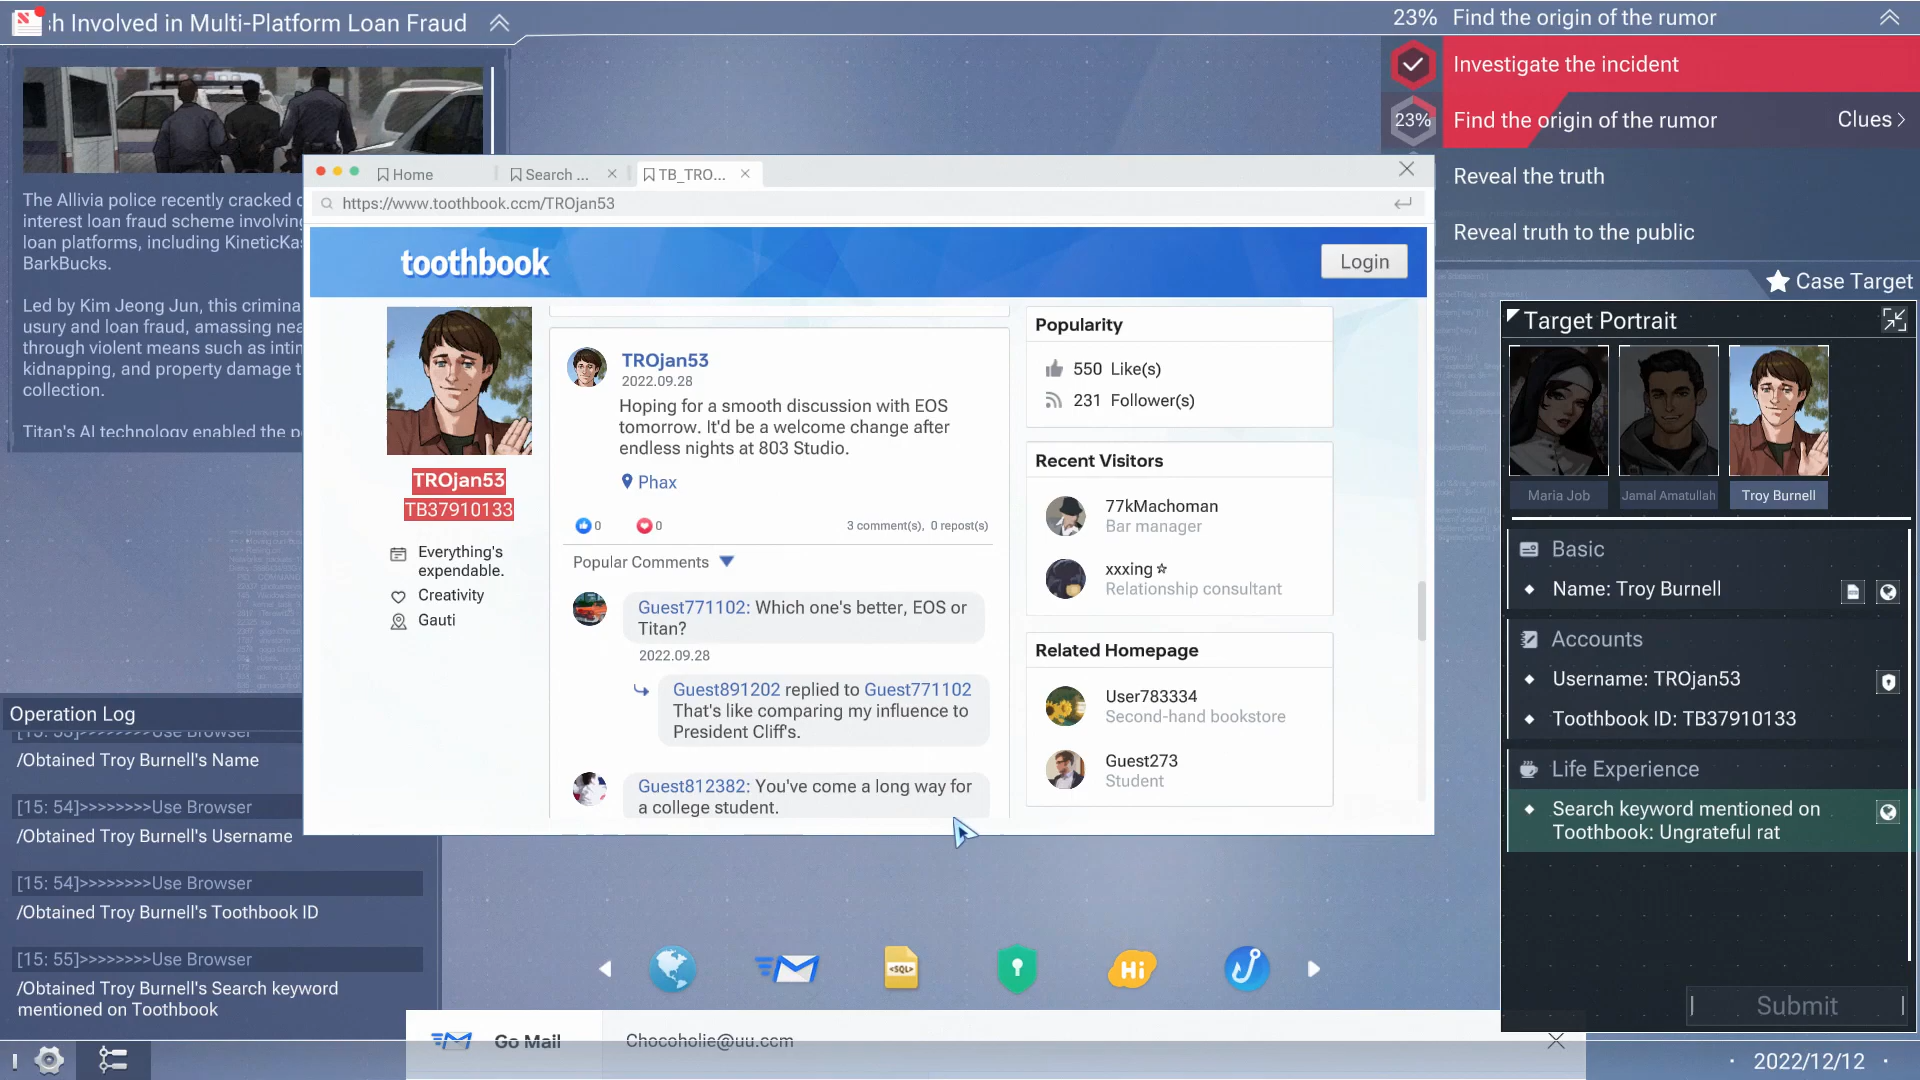 h Involved in Multi-Platform Loan Fraud
23% Find the origin of the rumor
Investigate the incident
23% Find the origin of the rumor Clues
Reveal the truth
Reveal truth to the public
The Allivia police recently cracked
interest loan fraud scheme involving
loan platforms, including KineticKas
BarkBucks.
Led by Kim Jeong Jun, this crimina
usury and loan fraud, amassing nea
through violent means such as intin
kidnapping, and property damage t
collection.
Titan's AI technology enabled the p
Home
Search ...
TB_TRO...
https://www.toothbook.ccm/TROjan53
toothbook
Login
TROjan53
TB37910133
Everything's
expendable.
Creativity
Gauti
TROjan53
2022.09.28
Hoping for a smooth discussion with EOS
tomorrow. It'd be a welcome change after
endless nights at 803 Studio.
Phax
0 0 3 comment(s), 0 repost(s)
Popular Comments
Guest771102: Which one's better, EOS or
Titan?
2022.09.28
Guest891202 replied to Guest771102
That's like comparing my influence to
President Cliff's.
Guest812382: You've come a long way for
a college student.
Popularity
550 Like(s)
231 Follower(s)
Recent Visitors
77kMachoman
Bar manager
xxxing☆
Relationship consultant
Related Homepage
User783334
Second-hand bookstore
Guest273
Student
Case Target
Target Portrait
Maria Job
Jamal Amatullah
Troy Burnell
Basic
Name: Troy Burnell
Accounts
Username: TROjan53
Toothbook ID: TB37910133
Life Experience
Search keyword mentioned on
Toothbook: Ungrateful rat
Submit
Operation Log
[15: 53]>>>>>>>>Use Browser
/Obtained Troy Burnell's Name
[15: 54]>>>>>>>>Use Browser
/Obtained Troy Burnell's Username
[15: 54]>>>>>>>>Use Browser
/Obtained Troy Burnell's Toothbook ID
[15: 55]>>>>>>>>Use Browser
/Obtained Troy Burnell's Search keyword
mentioned on Toothbook
<SQL>
Hi
Go Mail
Chocoholie@uu.ccm
2022/12/12